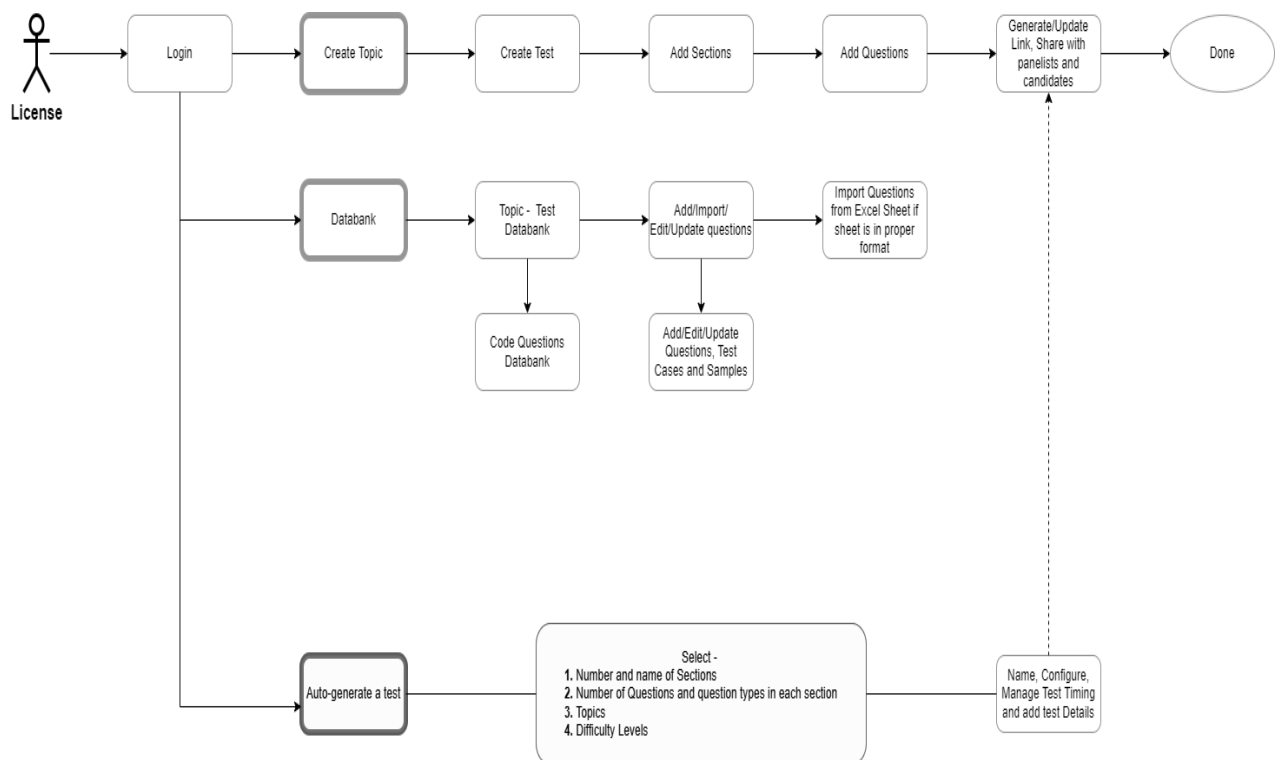 License
Login
Create Topic
Create Test
Add Sections
Add Questions
Generate/Update
Link, Share with
panelists and
candidates
Done
Databank
Topic - Test
Databank
Add/Import/
Edit/Update questions
Import Questions
from Excel Sheet if
sheet is in proper
format
Code Questions
Databank
Add/Edit/Update
Questions, Test
Cases and Samples
Auto-generate a test
Select -
1. Number and name of Sections
2. Number of Questions and question types in each section
3. Topics
4. Difficulty Levels
Name, Configure,
Manage Test Timing
and add test Details